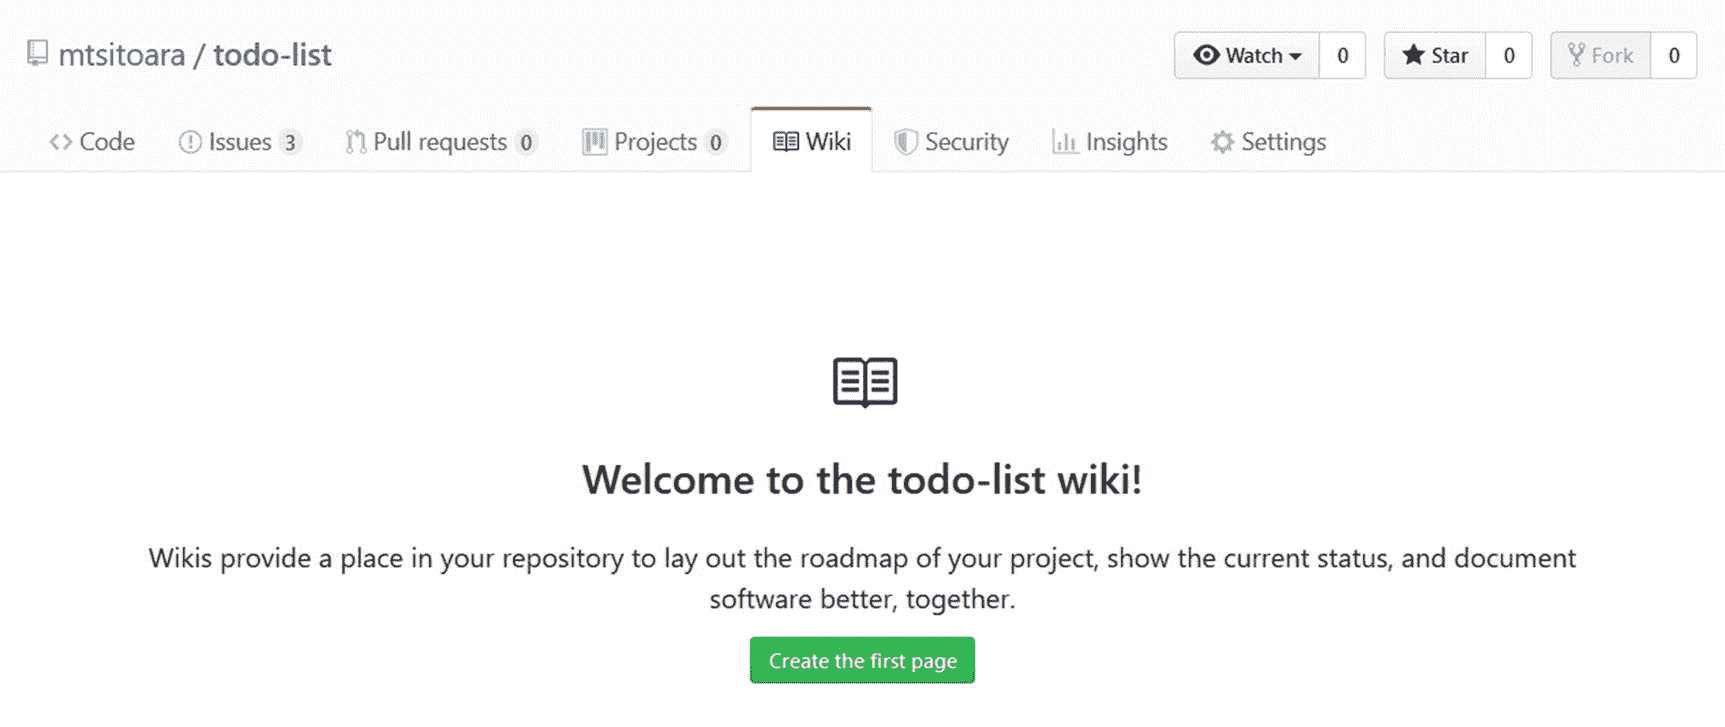 mtsitoara / todo-list
Watch 0 Star 0 Fork 0
Code Issues 3 Pull requests 0 Projects 0 Wiki Security Insights Settings
Welcome to the todo-list wiki!
Wikis provide a place in your repository to lay out the roadmap of your project, show the current status, and document
software better, together.
Create the first page